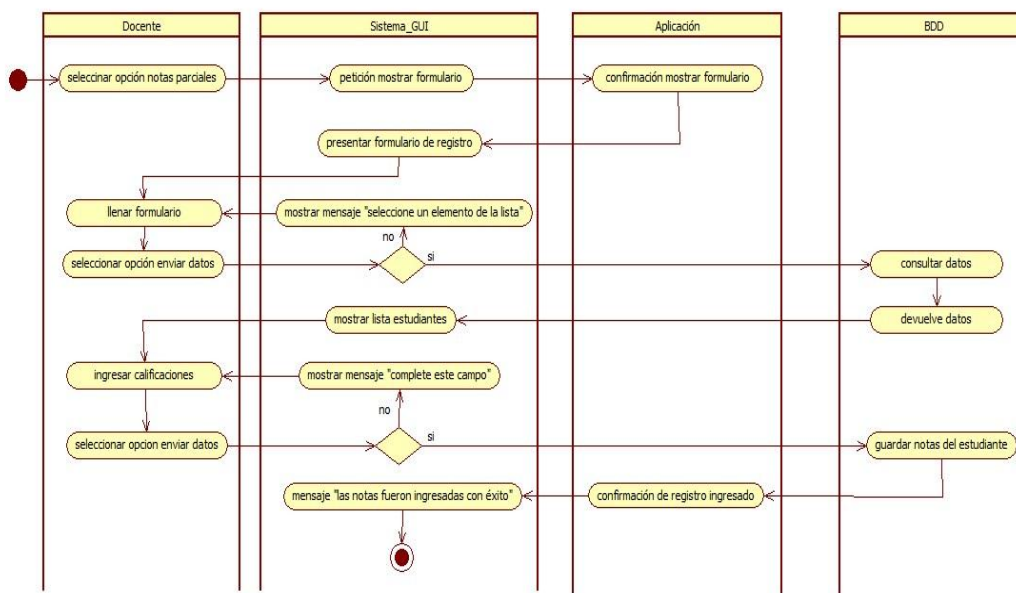 Docente
Sistema_GUI
Aplicación
BDD
seleccinar opción notas parciales
petición mostrar formulario
confirmación mostrar formulario
presentar formulario de registro
llenar formulario
mostrar mensaje "seleccione un elemento de la lista"
no
si
seleccionar opción enviar datos
consultar datos
mostrar lista estudiantes
devuelve datos
ingresar calificaciones
mostrar mensaje "complete este campo"
no
si
seleccionar opcion enviar datos
guardar notas del estudiante
mensaje "las notas fueron ingresadas con éxito"
confirmación de registro ingresado